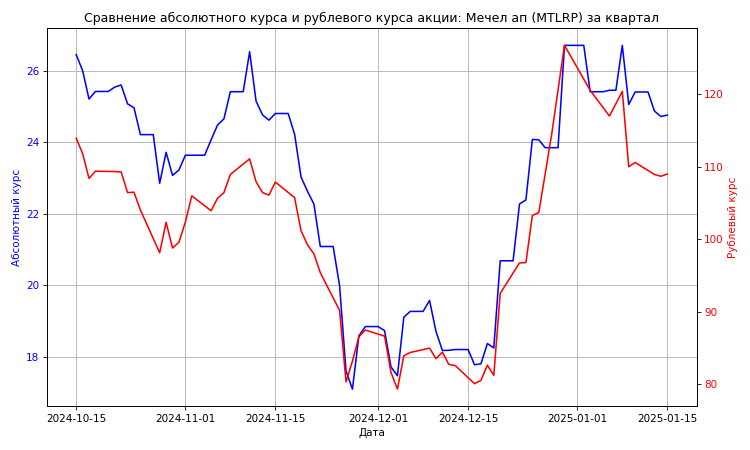 Сравнение абсолютного курса и рублевого курса акции: Мечел ап (MTLRP) за квартал
Абсолютный курс
26
24
22
20
18
Рублевый курс
120
110
100
90
80
2024-10-15 2024-11-01 2024-11-15 2024-12-01 2024-12-15 2025-01-01 2025-01-15
Дата